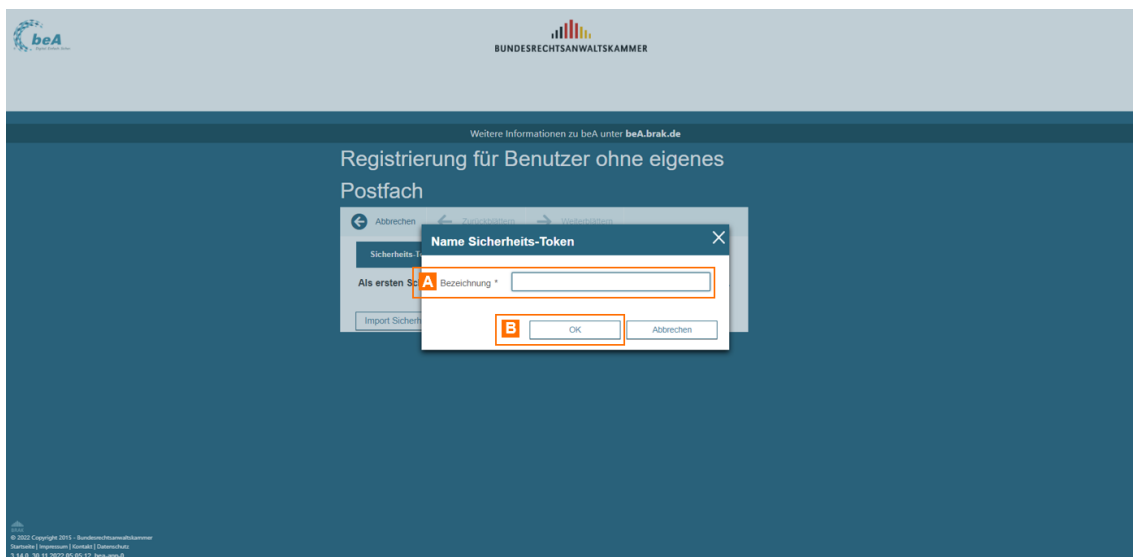 beA
BUNDESRECHTSANWALTSKAMMER
Weitere Informationen zu beA unter beA.brak.de
Registrierung für Benutzer ohne eigenes
Postfach
Abbrechen Zurückblättern Weiterblättern
Name Sicherheits-Token
Sicherheits-T
Als ersten Sc
A Bezeichnung *
Import Sicherh
B OK Abbrechen
BRAK
© 2022 Copyright 2015 - Bundesrechtsanwaltskammer
Startseite | Impressum | Kontakt | Datenschutz